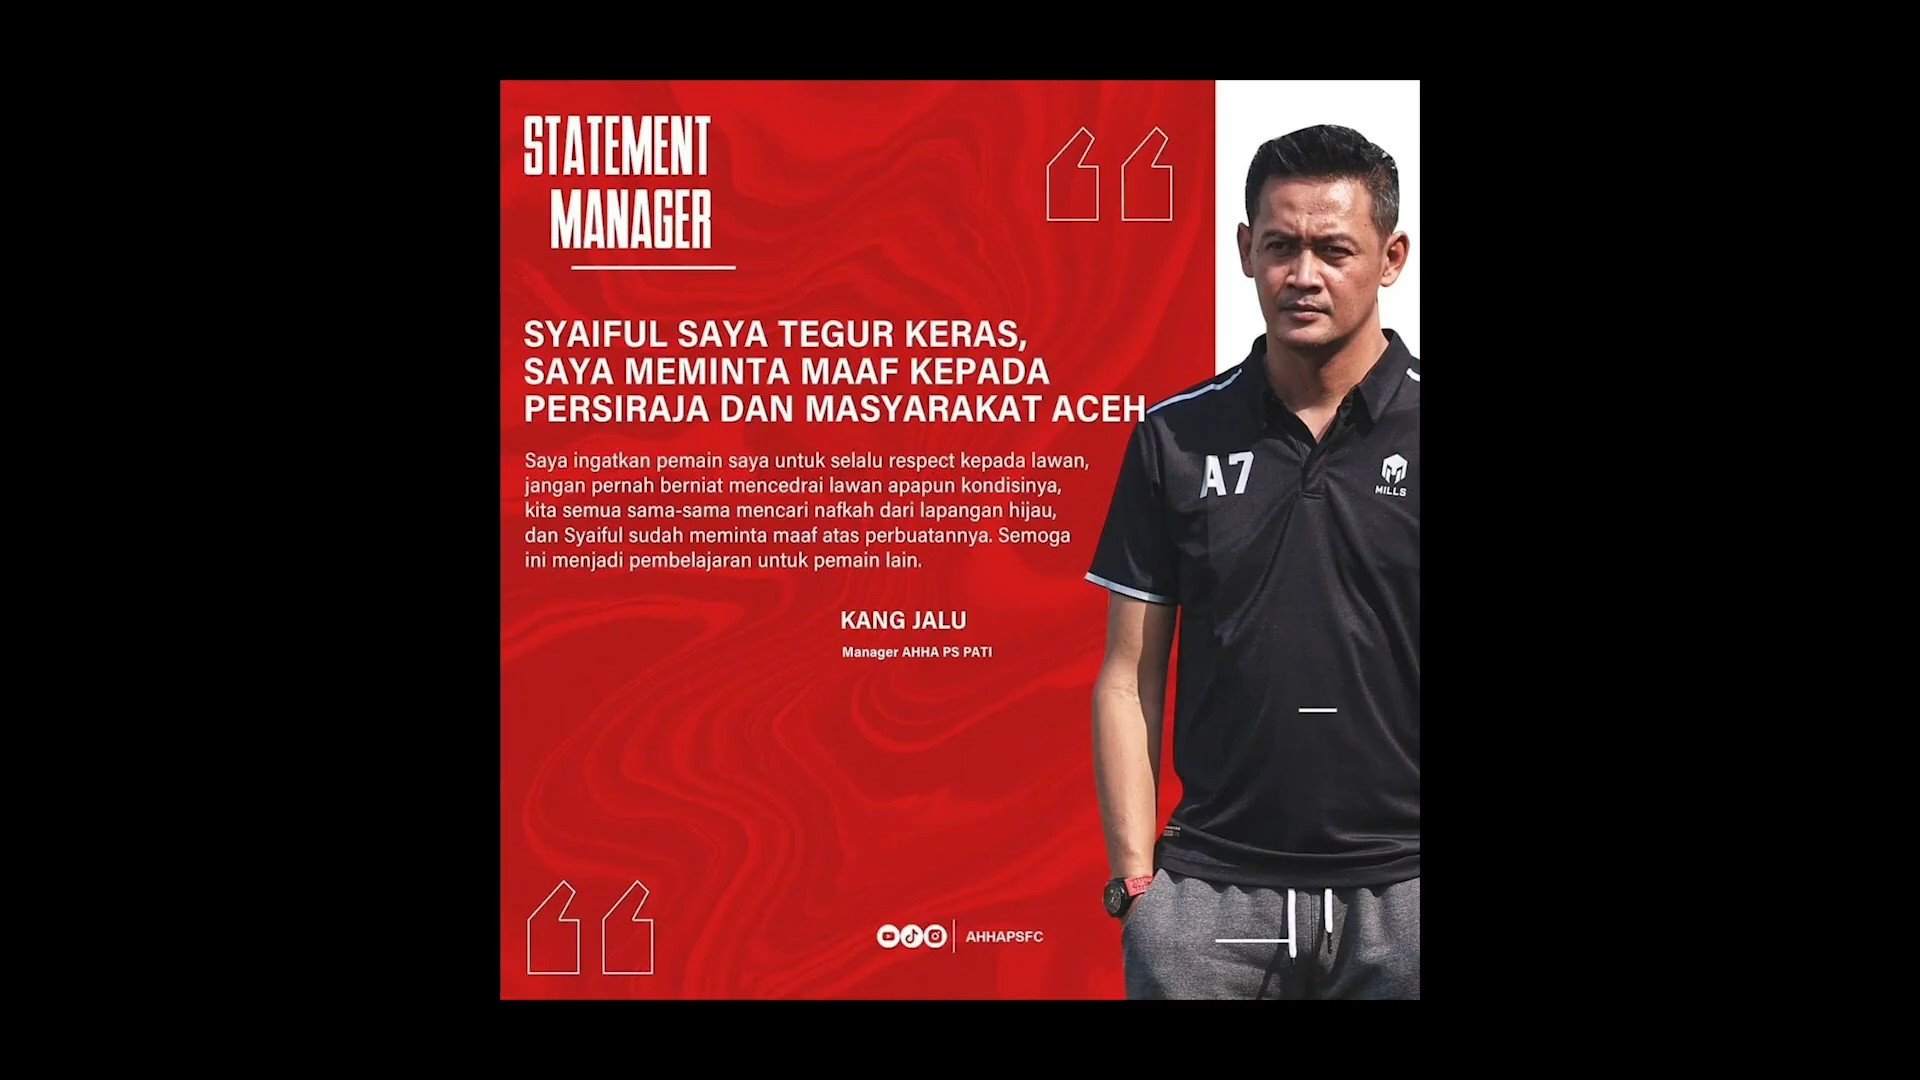 STATEMENT
MANAGER
SYAIFUL SAYA TEGUR KERAS,
SAYA MEMINTA MAAF KEPADA
PERSIRAJA DAN MASYARAKAT ACEH
Saya ingatkan pemain saya untuk selalu respect kepada lawan,
jangan pernah berniat mencedrai lawan apapun kondisinya,
kita semua sama-sama mencari nafkah dari lapangan hijau,
dan Syaiful sudah meminta maaf atas perbuatannya. Semoga
ini menjadi pembelajaran untuk pemain lain.
KANG JALU
Manager AHHA PS PATI
A7
MILLS
AHHAPSFC